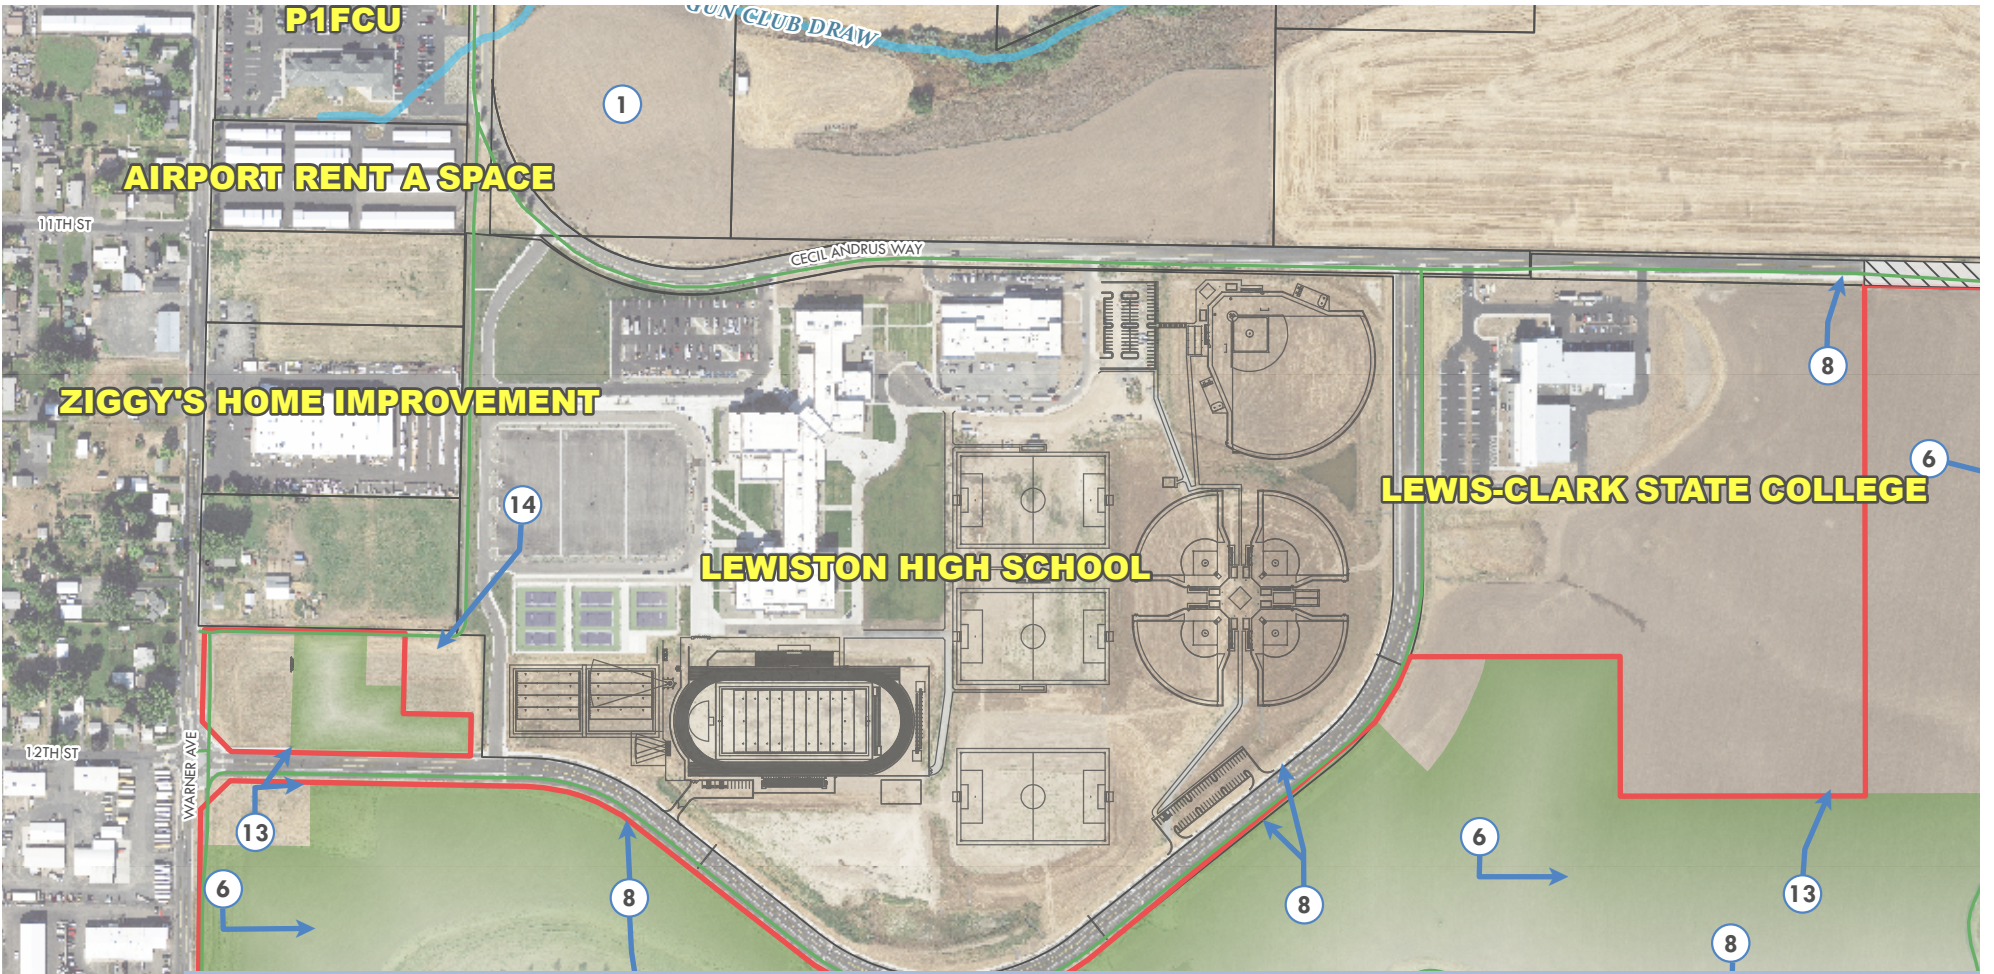 P1FCU
GUN CLUB DRAW
1
AIRPORT RENT A SPACE
11TH ST
CECIL ANDRUS WAY
8
ZIGGY'S HOME IMPROVEMENT
6
LEWIS-CLARK STATE COLLEGE
14
LEWISTON HIGH SCHOOL
12TH ST
WARNER AVE
13
6
8
8
6
13
8